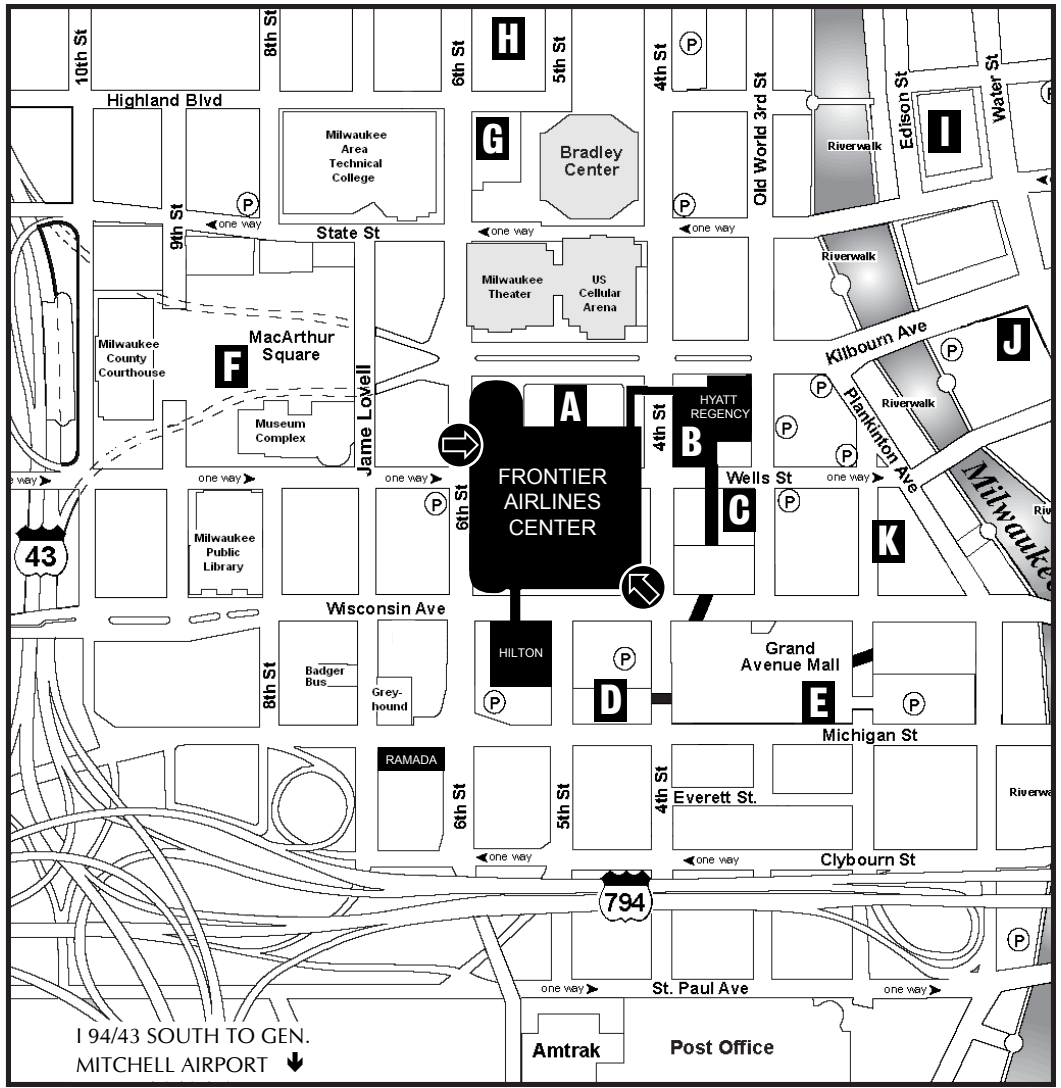 10th St
8th St
6th St
H
5th St
4th St
P
Old World 3rd St
Edison St
Water St
P
Highland Blvd
Milwaukee
Area
Technical
College
G
Bradley
Center
Riverwalk
I
P
9th St
one way
State St
one way
P
one way
Milwaukee
Theater
US
Cellular
Arena
Riverwalk
Milwaukee
County
Courthouse
F
MacArthur
Square
Jame Lovell
Kilbourn Ave
P
J
Museum
Complex
A
4th St
HYATT
REGENCY
B
P
P
P
Plankinton Ave
Riverwalk
one way
one way
one way
Wells St
one way
43
Milwaukee
Public
Library
P
6th St
FRONTIER
AIRLINES
CENTER
C
P
K
Milwaukee
Riv
Wisconsin Ave
8th St
Badger
Bus
Grey-
hound
HILTON
P
P
D
Grand
Avenue Mall
E
P
Michigan St
RAMADA
6th St
5th St
4th St
Everett St.
Riverwa
one way
one way
Clybourn St
794
P
one way
St. Paul Ave
one way
I 94/43 SOUTH TO GEN.
MITCHELL AIRPORT
Amtrak
Post Office